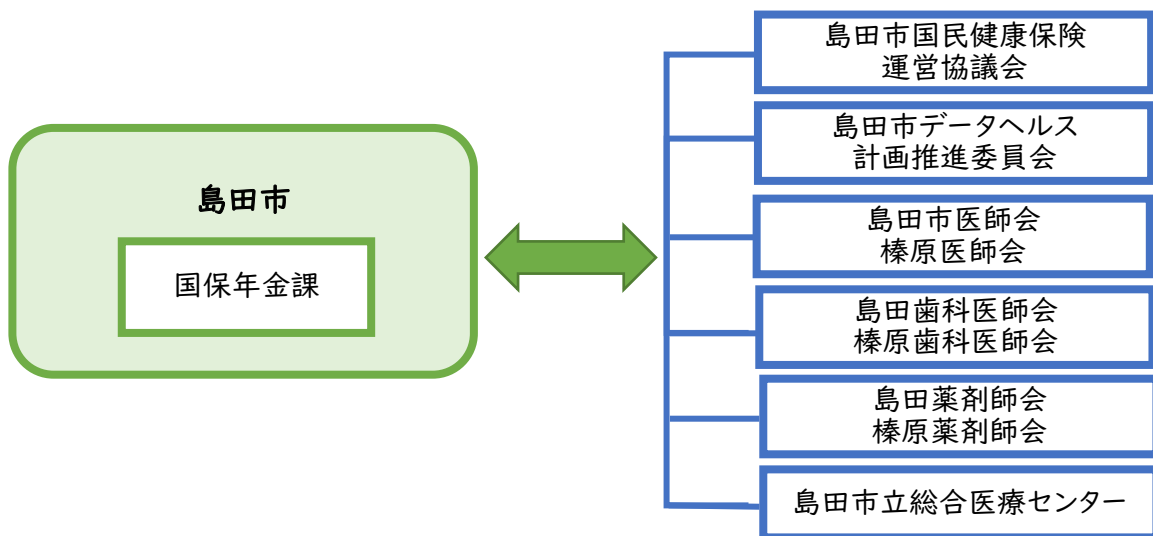 島田市
国保年金課
島田市国民健康保険
運営協議会
島田市データヘルス
計画推進委員会
島田市医師会
榛原医師会
島田歯科医師会
榛原歯科医師会
島田薬剤師会
榛原薬剤師会
島田市立総合医療センター